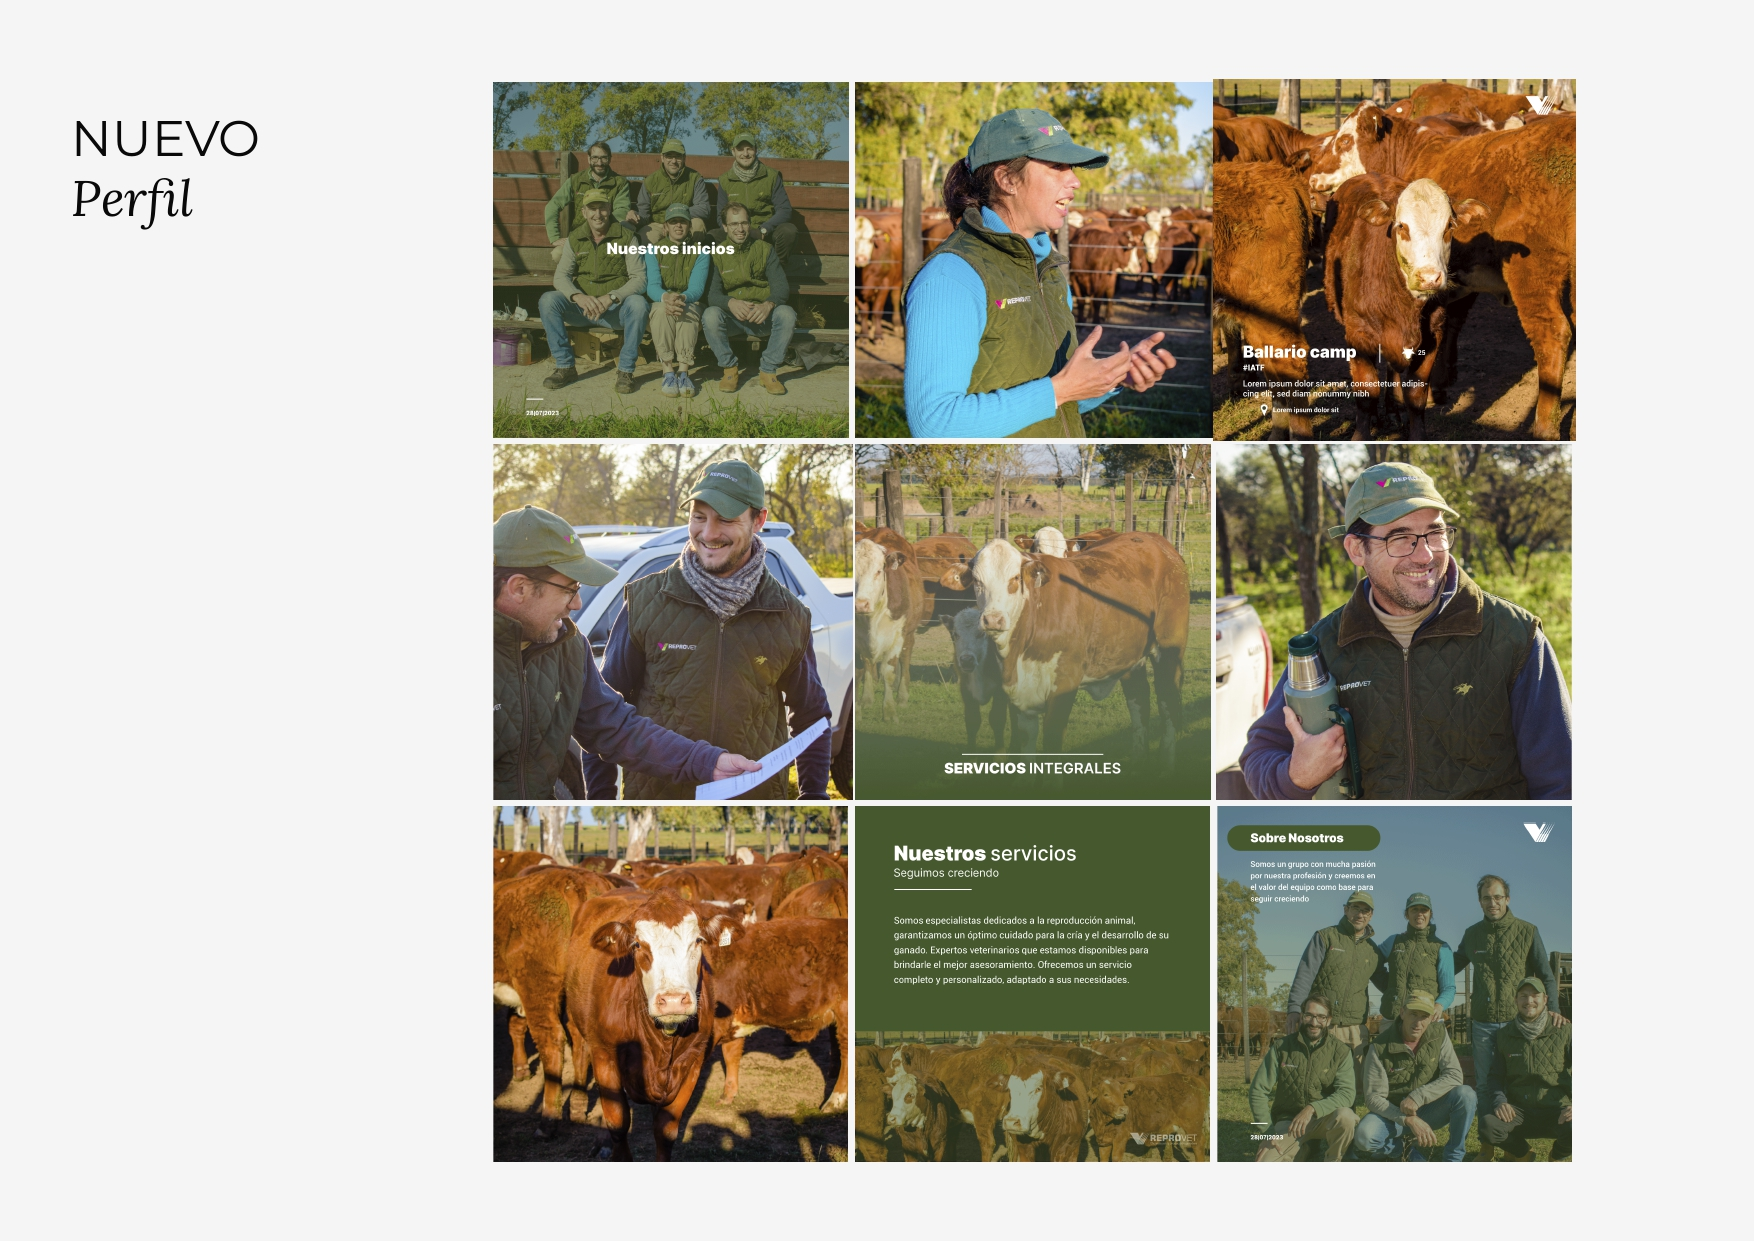 NUEVO
Perfil
Nuestros inicios
28|07|2023
REPROVET
Ballario camp
25
#IATF
Lorem ipsum dolor sit amet, consectetuer adipis-
cing elit, sed diam nonummy nibh
Lorem ipsum dolor sit
REPROVET
REPROVET
SERVICIOS INTEGRALES
REPROVET
Nuestros servicios
Seguimos creciendo
Somos especialistas dedicados a la reproducción animal,
garantizamos un óptimo cuidado para la cría y el desarrollo de su
ganado. Expertos veterinarios que estamos disponibles para
brindarle el mejor asesoramiento. Ofrecemos un servicio
completo y personalizado, adaptado a sus necesidades.
REPROVET
Sobre Nosotros
Somos un grupo con mucha pasión
por nuestra profesión y creemos en
el valor del equipo como base para
seguir creciendo
28|07|2023